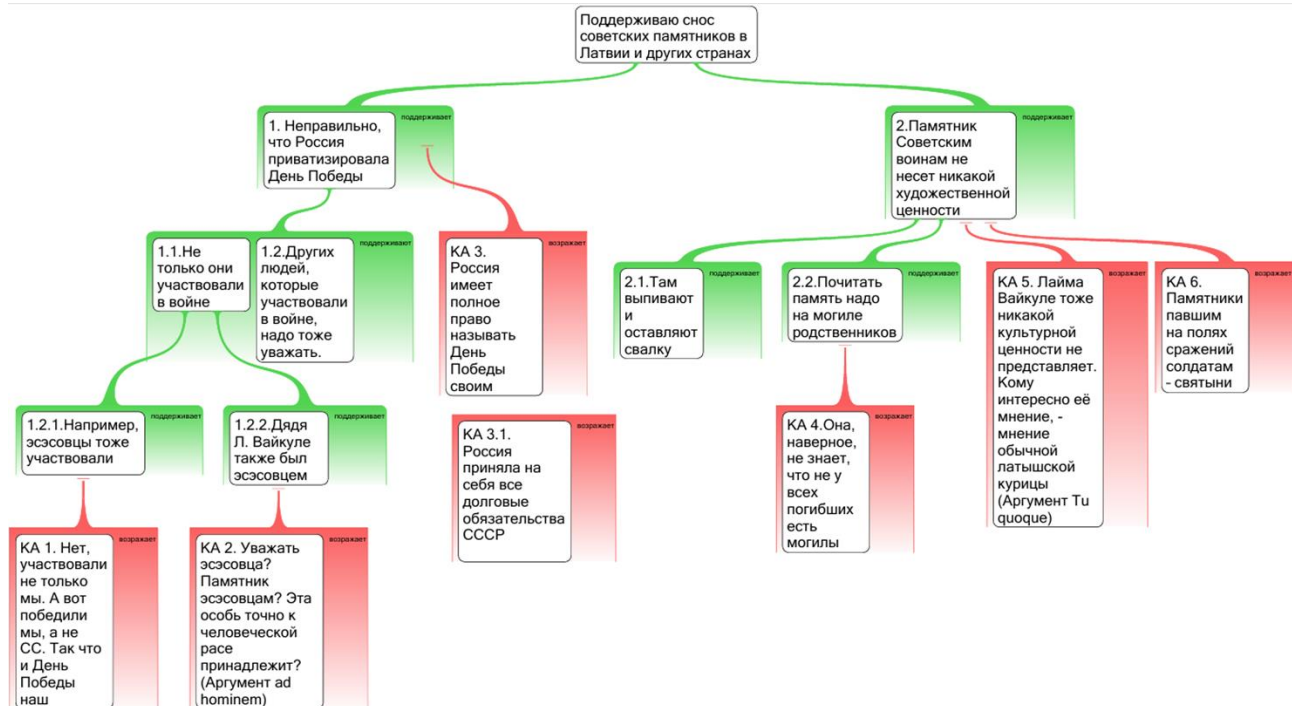 Поддерживаю снос
советских памятников в
Латвии и других странах
поддерживает
1. Неправильно,
что Россия
приватизировала
День Победы
поддерживает
2.Памятник
Советским
воинам не
несет никакой
художественной
ценности
поддерживают
1.1.Не
только они
участвовали
в войне
1.2.Других
людей,
которые
участвовали
в войне,
надо тоже
уважать.
возражает
КА 3.
Россия
имеет
полное
право
называть
День
Победы
своим
поддерживает
2.1.Там
выпивают
и
оставляют
свалку
поддерживает
2.2.Почитать
память надо
на могиле
родственников
возражает
КА 5. Лайма
Вайкуле тоже
никакой
культурной
ценности не
представляет.
Кому
интересно её
мнение, -
мнение
обычной
латышской
курицы
(Аргумент Tu
quoque)
возражает
КА 6.
Памятники
павшим
на полях
сражений
солдатам
- святыни
поддерживает
1.2.1.Например,
эсэсовцы тоже
участвовали
поддерживает
1.2.2.Дядя
Л. Вайкуле
также был
эсэсовцем
возражает
КА 3.1.
Россия
приняла на
себя все
долговые
обязательства
СССР
возражает
КА 4.Она,
наверное,
не знает,
что не у
всех
погибших
есть
могилы
возражает
КА 1. Нет,
участвовали
не только
мы. А вот
победили
мы, а не
СС. Так что
и День
Победы
наш
возражает
КА 2. Уважать
эсэсовца?
Памятник
эсэсовцам? Эта
особь точно к
человеческой
расе
принадлежит?
(Аргумент ad
hominem)